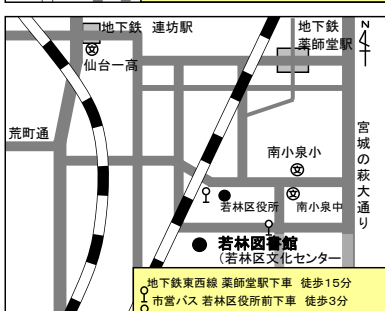 地下鉄 連坊駅
地下鉄
薬師堂駅
N
仙台一高
荒町通
宮城の萩大通り
南小泉小
若林区役所
南小泉中
若林図書館
(若林区文化センター
地下鉄東西線 薬師堂駅下車 徒歩15分
市営バス 若林区役所前下車 徒歩3分